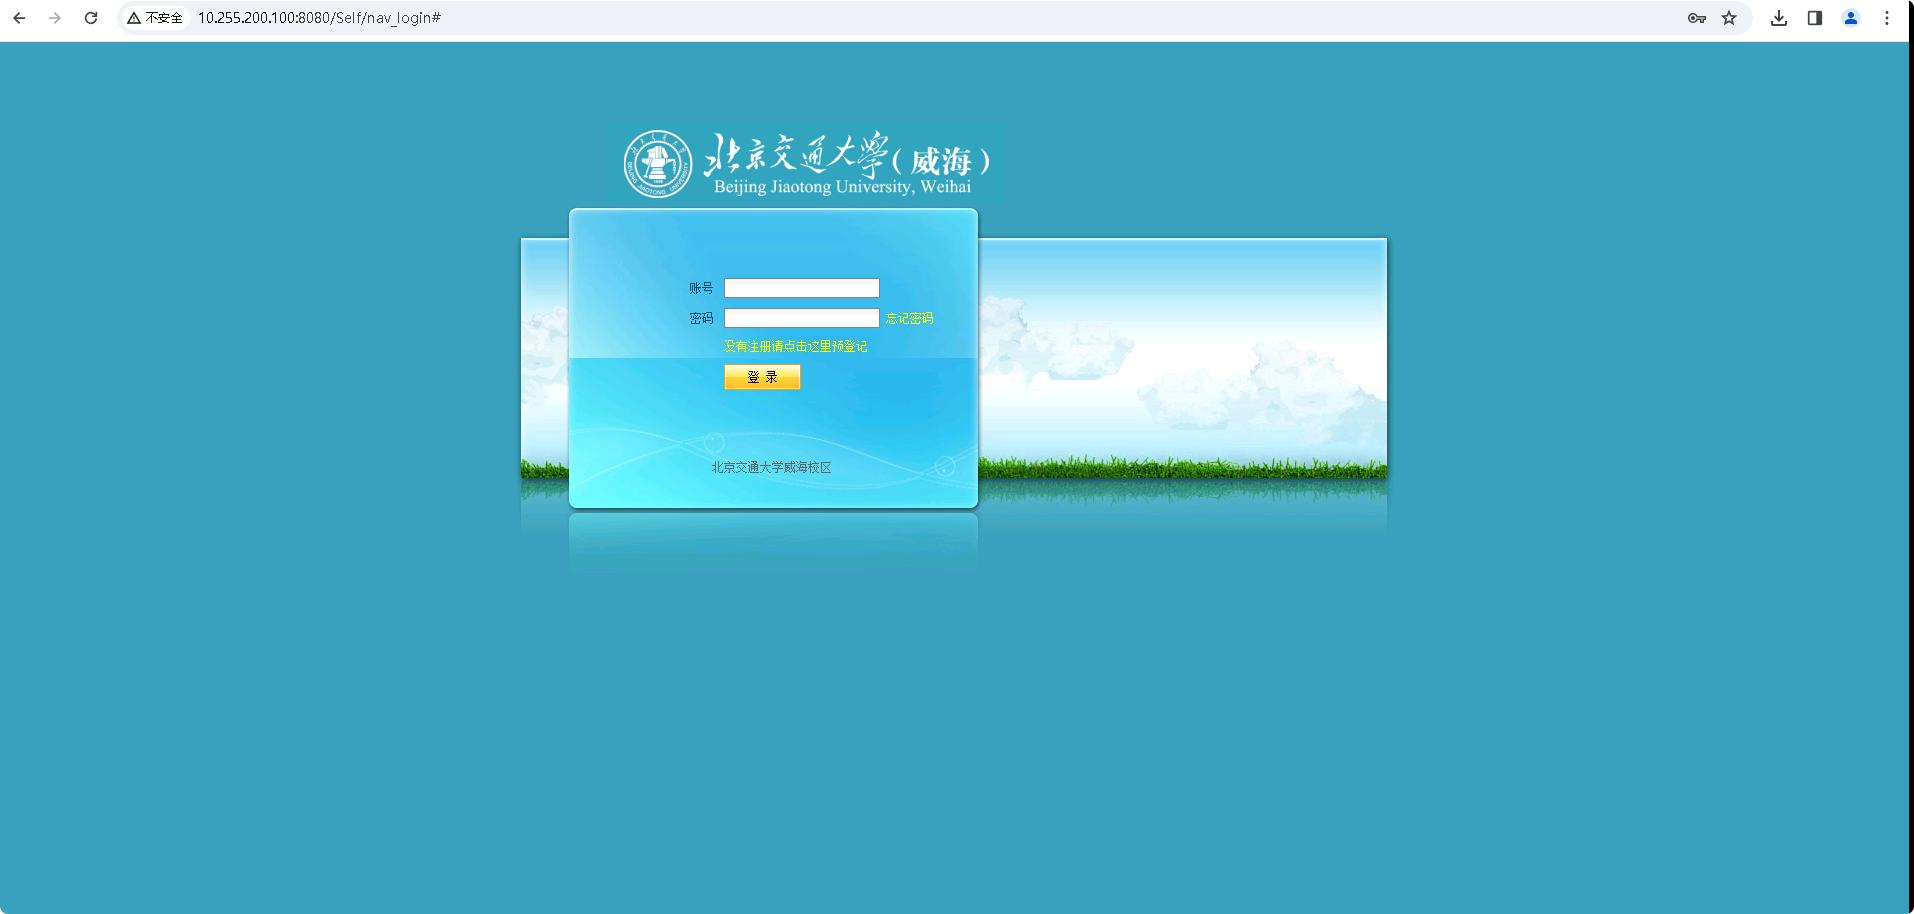 不安全 10.255.200.100:8080/Self/nav_login#
北京交通大學(威海)
Beijing Jiaotong University, Weihai
账号
密码 忘记密码
没有注册请点击这里预登记
登 录
北京交通大学威海校区